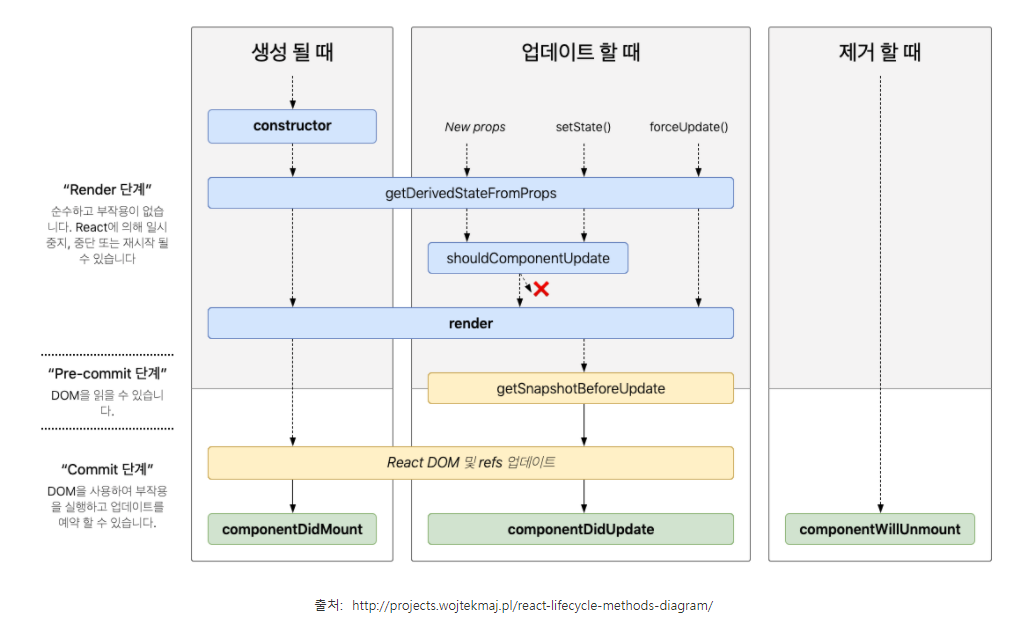 생성 될 때
업데이트 할 때
제거 할 때
constructor
New props
setState()
forceUpdate()
“Render 단계”
순수하고 부작용이 없습
니다. React에 의해 일시
중지, 중단 또는 재시작 될
수 있습니다
getDerivedStateFromProps
shouldComponentUpdate
render
“Pre-commit 단계”
DOM을 읽을 수 있습니
다.
getSnapshotBeforeUpdate
“Commit 단계”
DOM을 사용하여 부작용
을 실행하고 업데이트를
예약 할 수 있습니다.
React DOM 및 refs 업데이트
componentDidMount
componentDidUpdate
componentWillUnmount
출처: http://projects.wojtekmaj.pl/react-lifecycle-methods-diagram/